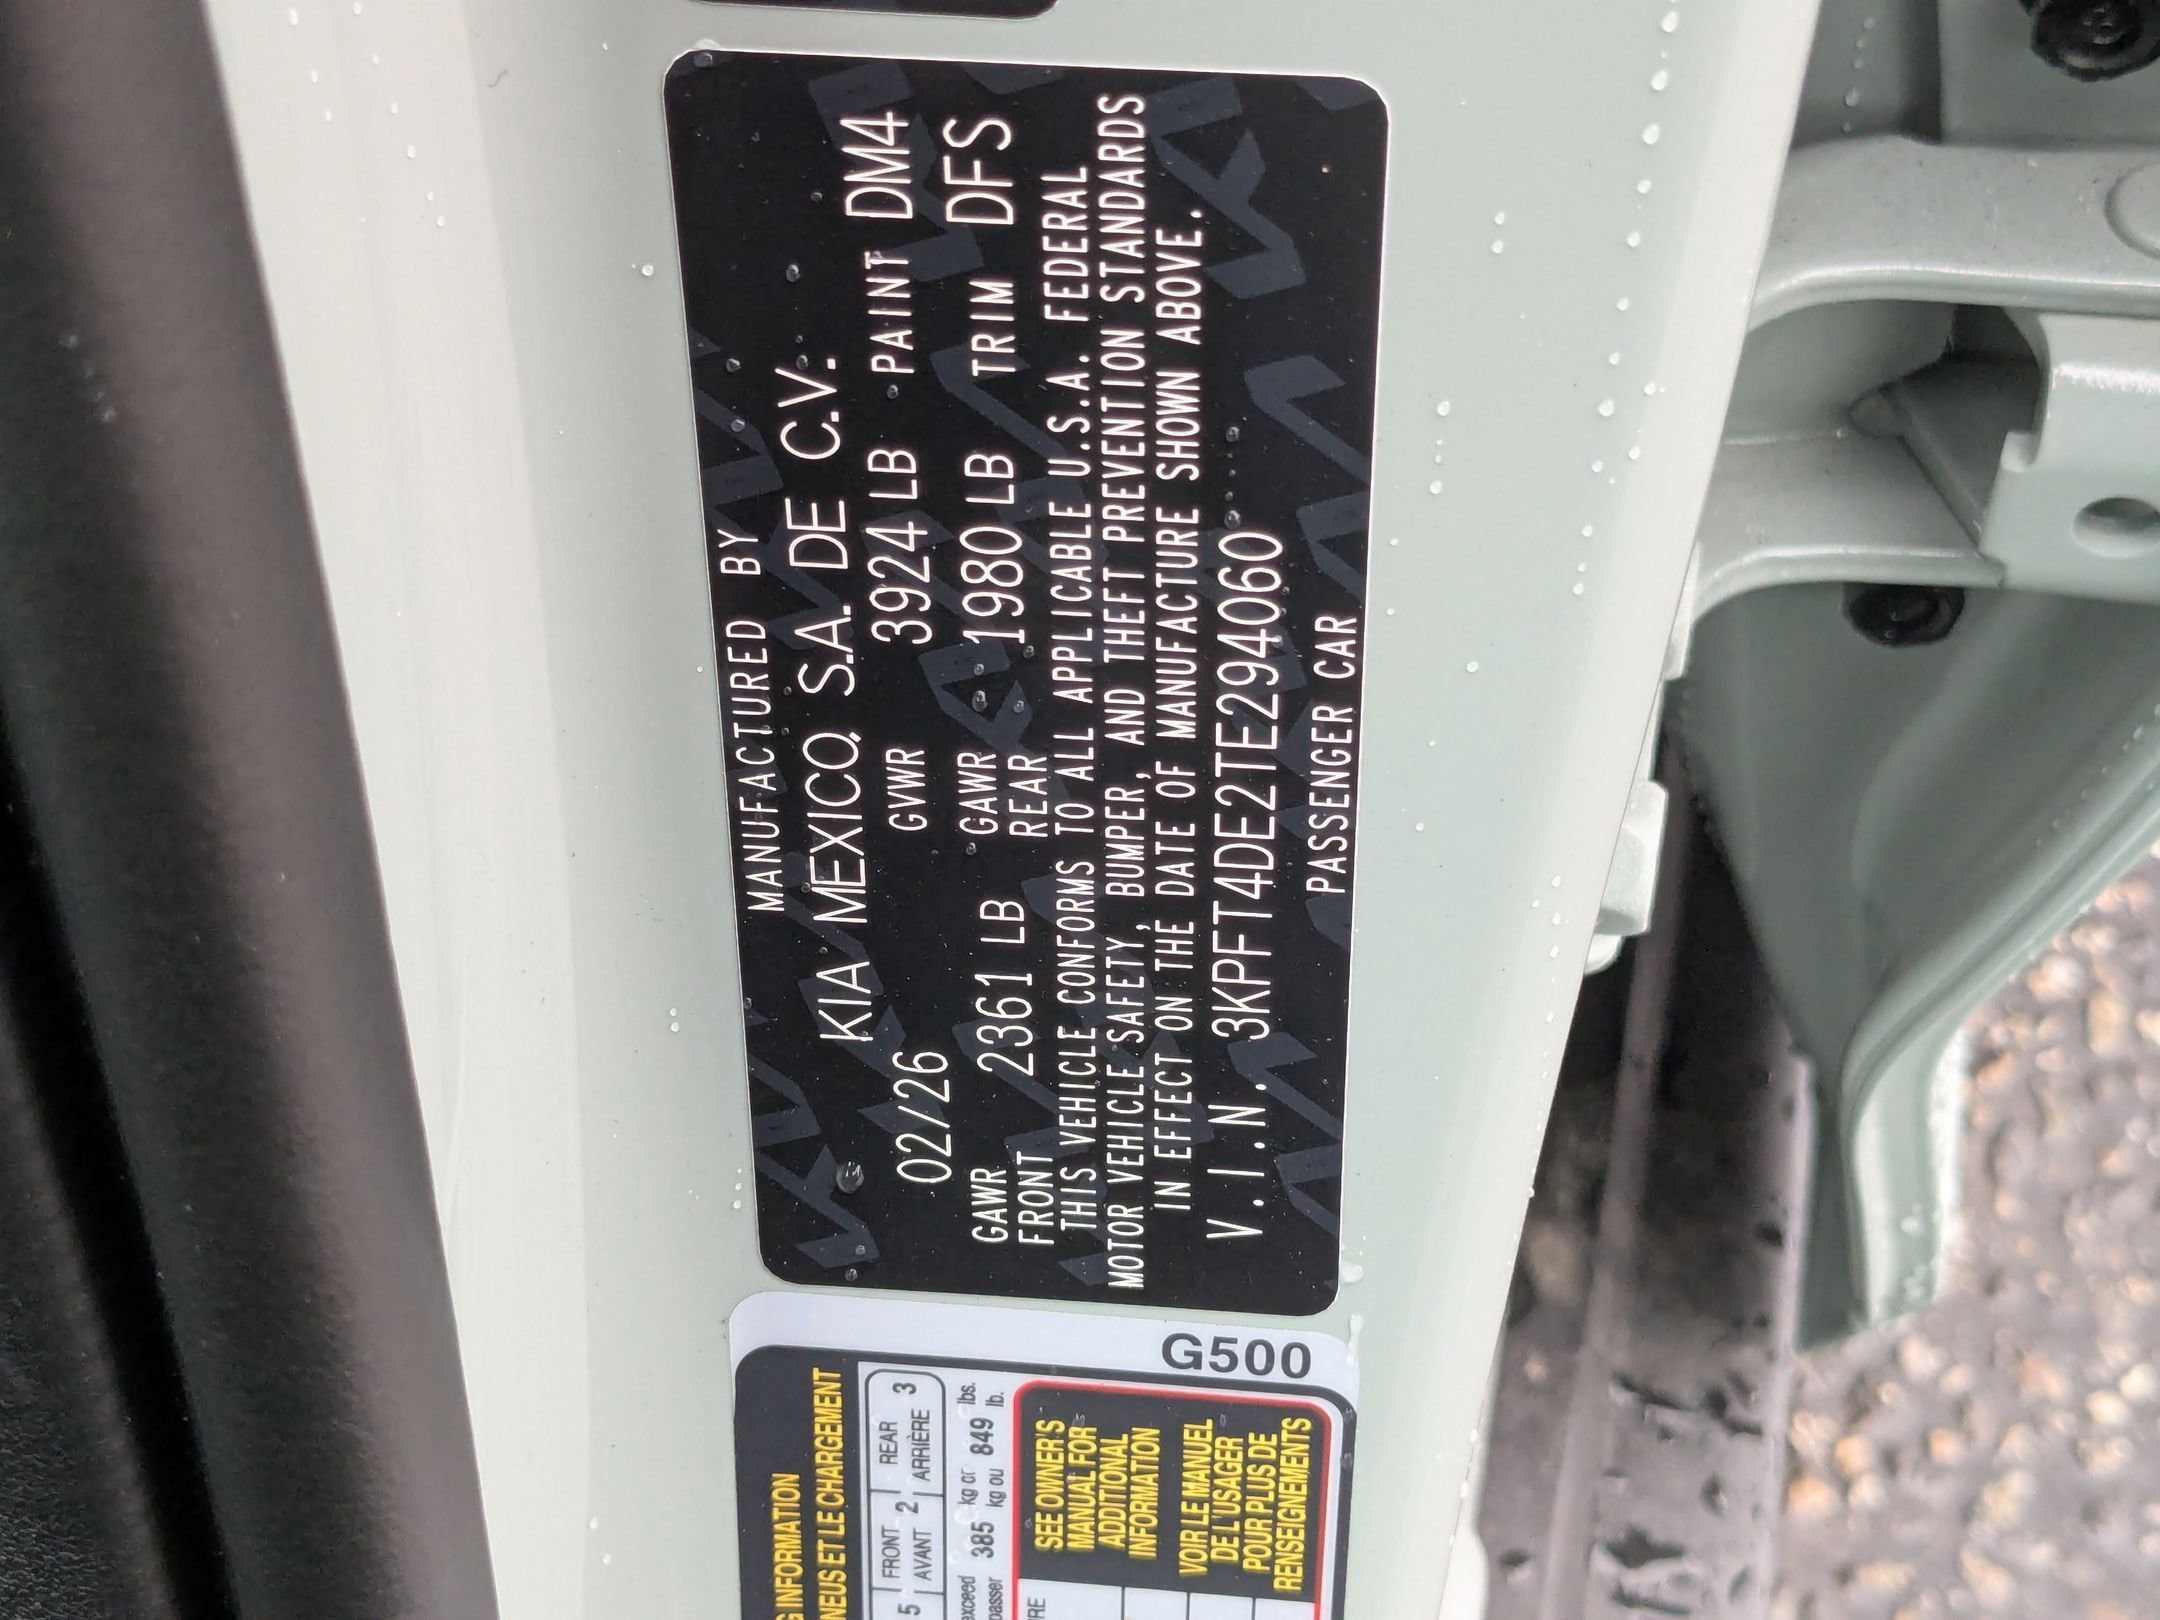 MANUFACTURED BY
KIA MEXICO, S.A. DE C.V.
02/26 GVWR 3924 LB PAINT DM4
GAWR FRONT 2361 LB GAWR REAR 1980 LB TRIM DFS
THIS VEHICLE CONFORMS TO ALL APPLICABLE U.S.A. FEDERAL
MOTOR VEHICLE SAFETY, BUMPER, AND THEFT PREVENTION STANDARDS
IN EFFECT ON THE DATE OF MANUFACTURE SHOWN ABOVE.
V.I.N. 3KPFT4DE2TE294060
PASSENGER CAR
INFORMATION
ET LE CHARGEMENT
5 FRONT AVANT 2 REAR ARRIÈRE 3
exceed 385 kg or 849 lbs.
kg ou lb.
SEE OWNER'S
MANUAL FOR
ADDITIONAL
INFORMATION
VOIR LE MANUEL
DE L'USAGER
POUR PLUS DE
RENSEIGNEMENTS
G500